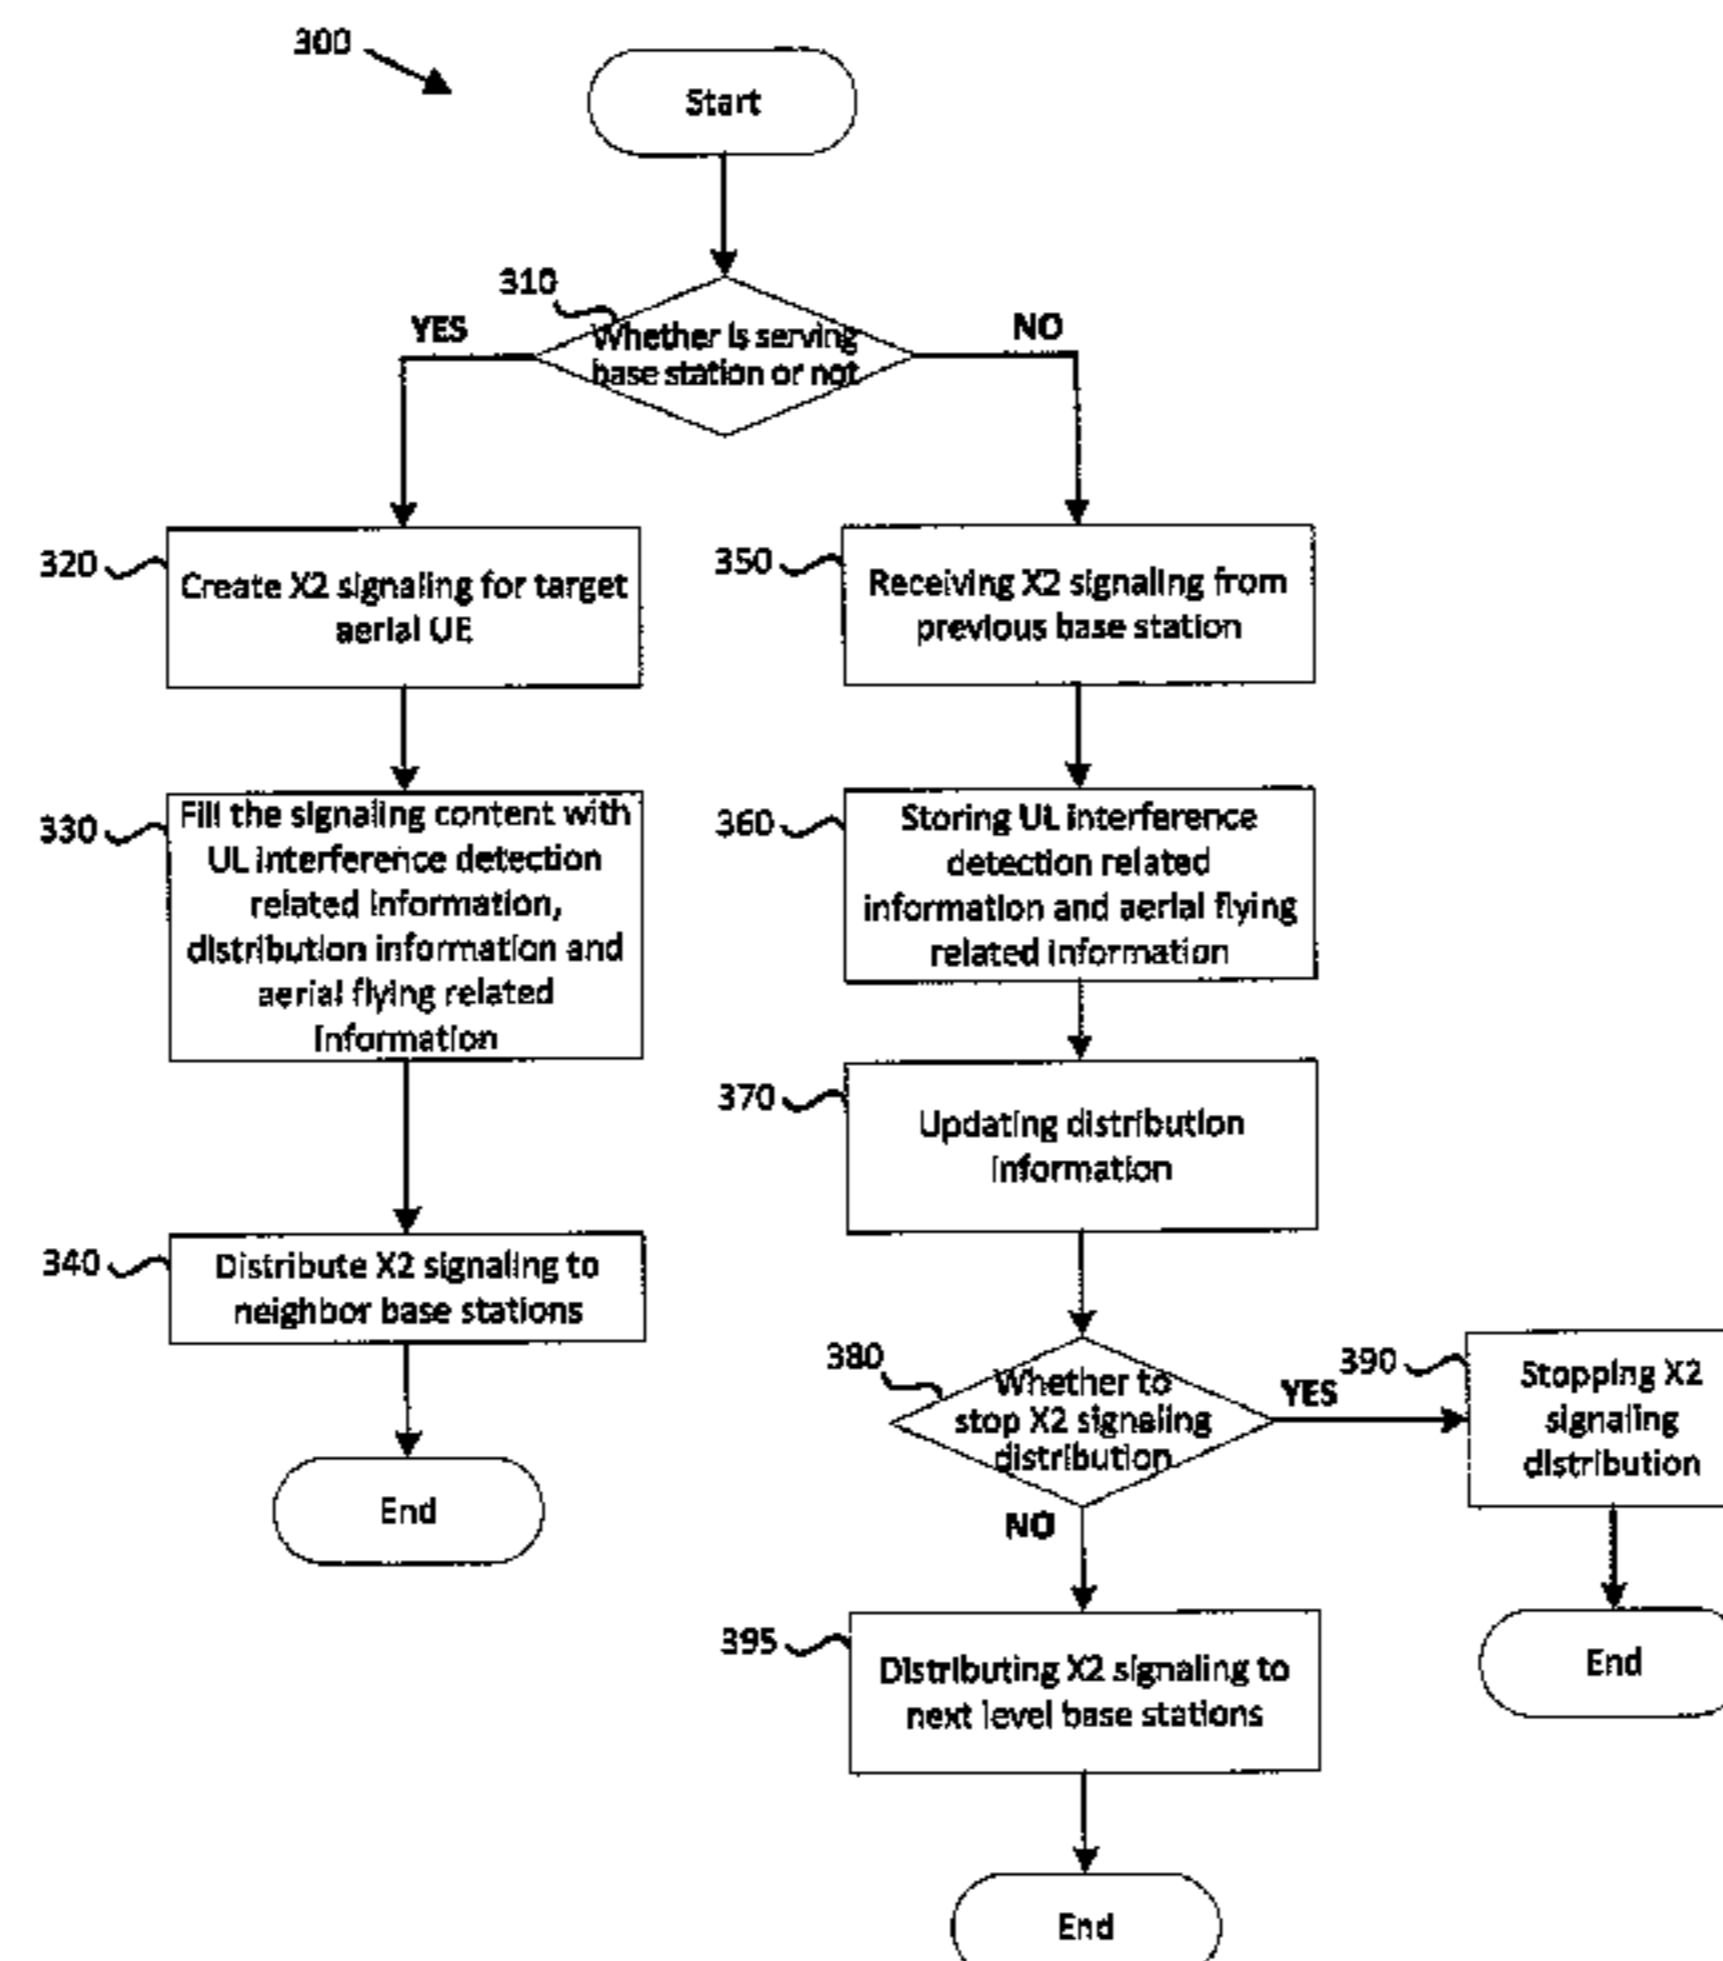 300
Start
310
YES
NO
Whether is serving
base station or not
320
Create X2 signaling for target
aerial UE
350
Receiving X2 signaling from
previous base station
330
Fill the signaling content with
UL interference detection
related information,
distribution information and
aerial flying related
information
360
Storing UL interference
detection related
information and aerial flying
related information
370
Updating distribution
information
340
Distribute X2 signaling to
neighbor base stations
End
380
Whether to
stop X2 signaling
distribution
YES
390
Stopping X2
signaling
distribution
NO
End
395
Distributing X2 signaling to
next level base stations
End